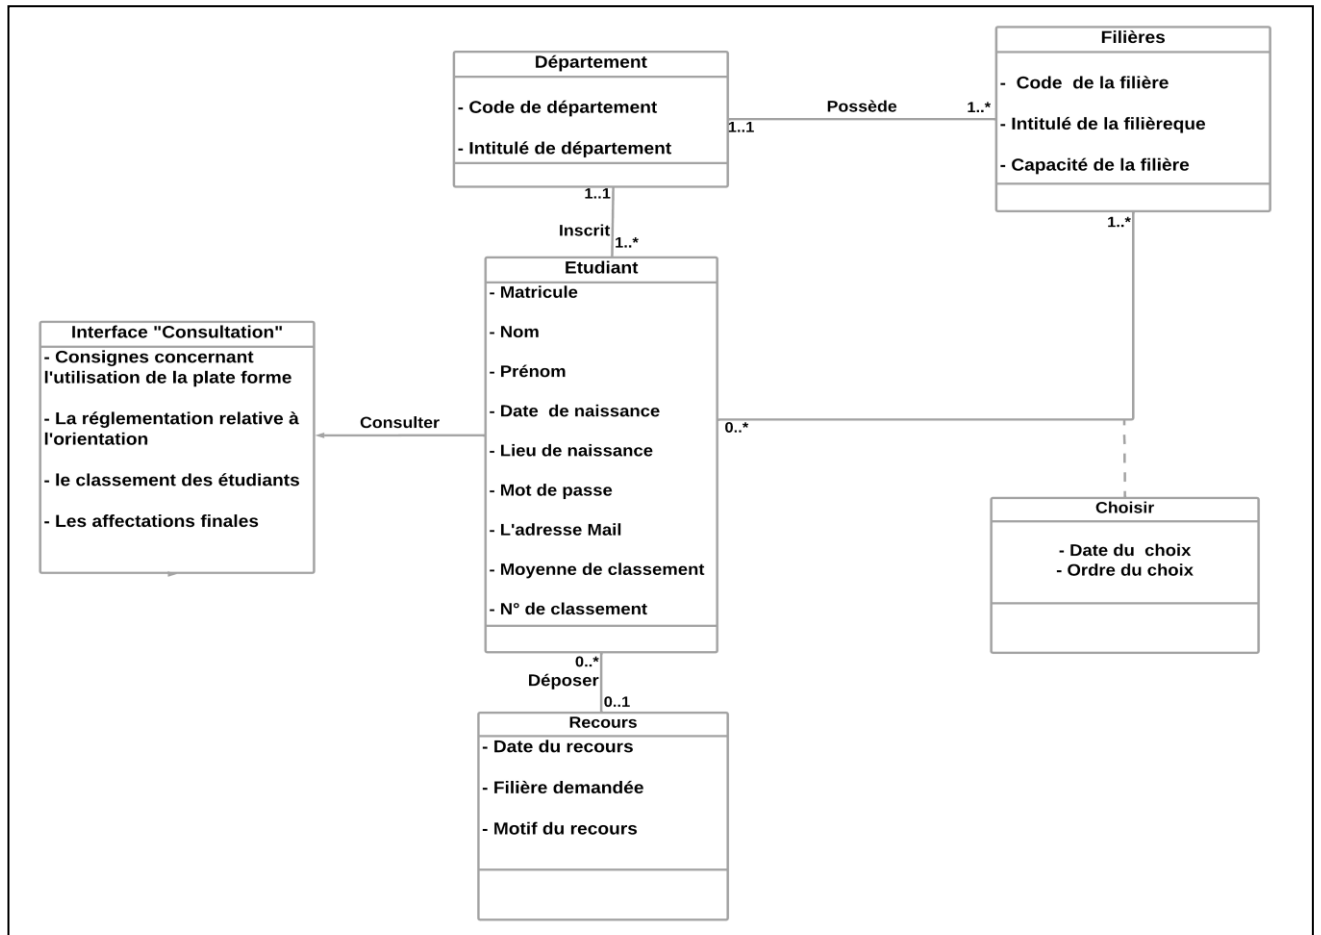 Filières
- Code de la filière
- Intitulé de la filièreque
- Capacité de la filière
Département
- Code de département
- Intitulé de département
Possède
1..*
1..1
1..1
Inscrit
1..*
1..*
Etudiant
- Matricule
- Nom
- Prénom
- Date de naissance
- Lieu de naissance
- Mot de passe
- L'adresse Mail
- Moyenne de classement
- N° de classement
Interface "Consultation"
- Consignes concernant
l'utilisation de la plate forme
- La réglementation relative à
l'orientation
- le classement des étudiants
- Les affectations finales
Consulter
0..*
Choisir
- Date du choix
- Ordre du choix
0..*
Déposer
0..1
Recours
- Date du recours
- Filière demandée
- Motif du recours